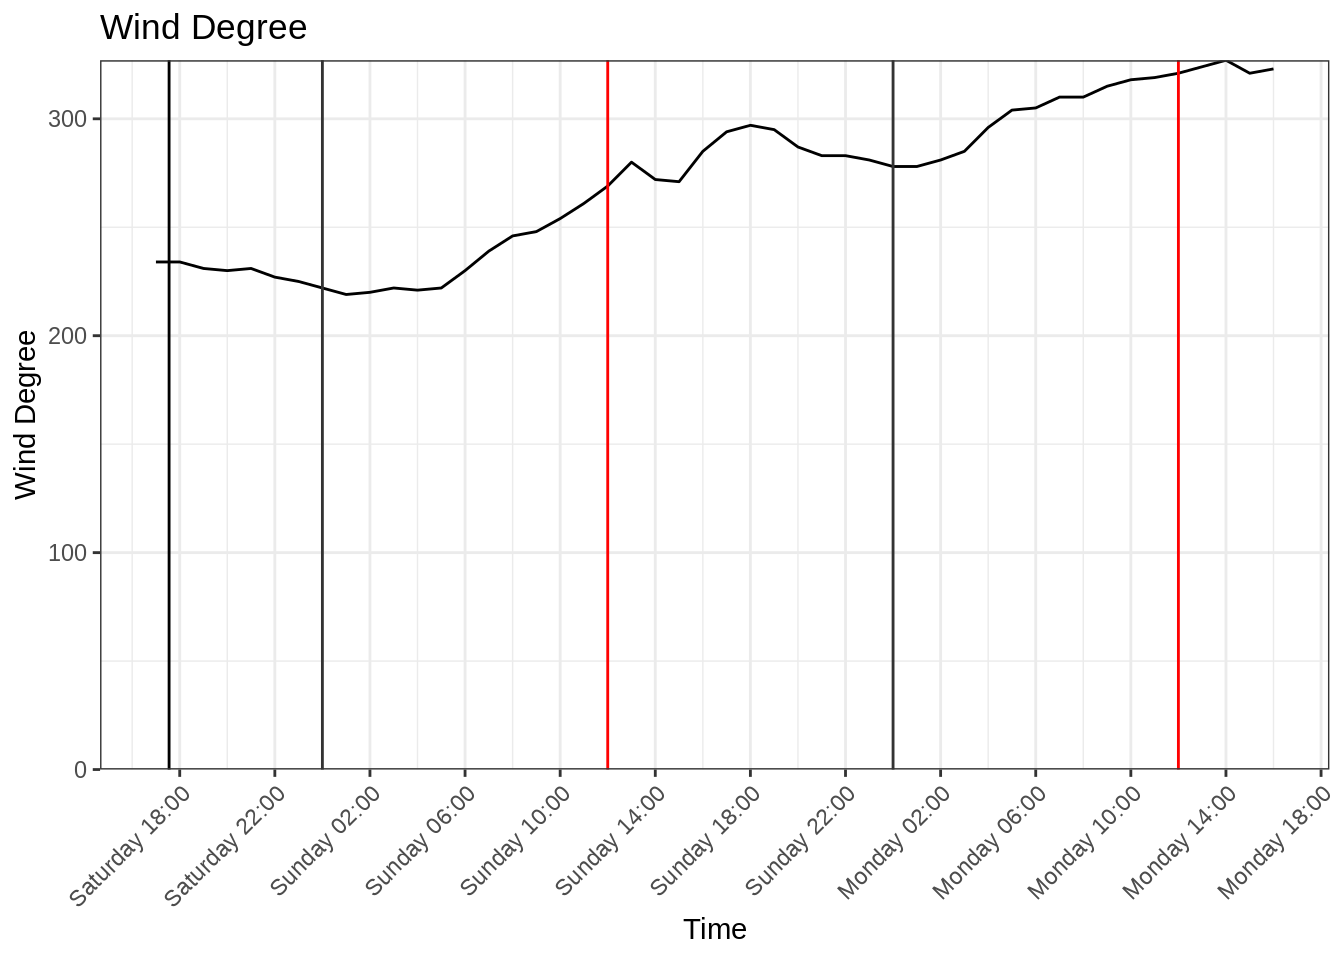 Wind Degree
Wind Degree
300
200
100
0
Saturday 18:00
Saturday 22:00
Sunday 02:00
Sunday 06:00
Sunday 10:00
Sunday 14:00
Sunday 18:00
Sunday 22:00
Monday 02:00
Monday 06:00
Monday 10:00
Monday 14:00
Monday 18:00
Time